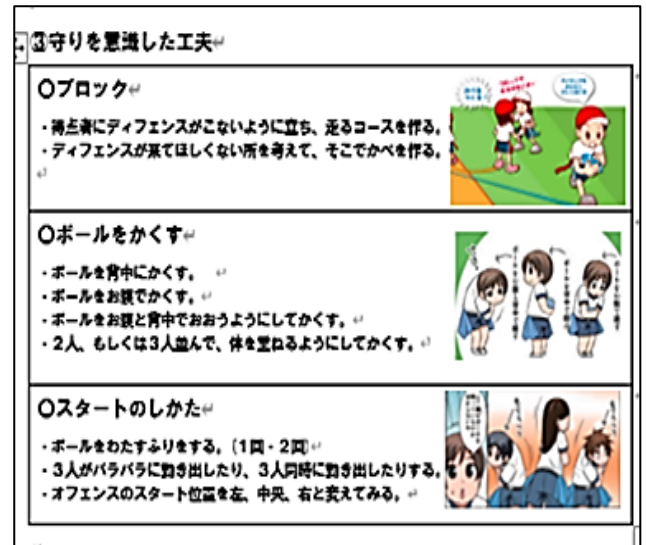 ③守りを意識した工夫
〇ブロック
・得点者にディフェンスがこないように立ち、走るコースを作る。
・ディフェンスが来てほしくない所を考えて、そこでかべを作る。
〇ボールをかくす
・ボールを背中にかくす。
・ボールをお腹でかくす。
・ボールをお腹と背中でおおうようにしてかくす。
・2人、もしくは3人並んで、体を重ねるようにしてかくす。
〇スタートのしかた
・ボールをわたすふりをする。(1回・2回)
・3人がバラバラに動き出したり、3人同時に動き出したりする。
・オフェンスのスタート位置を左、中央、右と変えてみる。